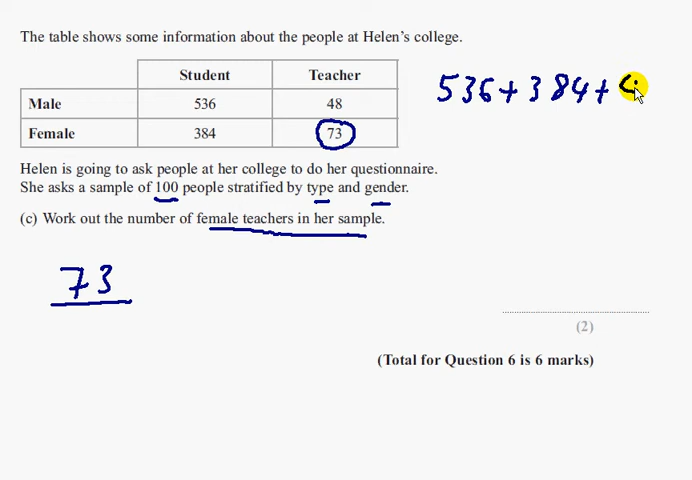 The table shows some information about the people at Helen's college.
Student Teacher
Male 536 48
Female 384 73
536+384+
Helen is going to ask people at her college to do her questionnaire.
She asks a sample of 100 people stratified by type and gender.
(c) Work out the number of female teachers in her sample.
73
(2)
(Total for Question 6 is 6 marks)